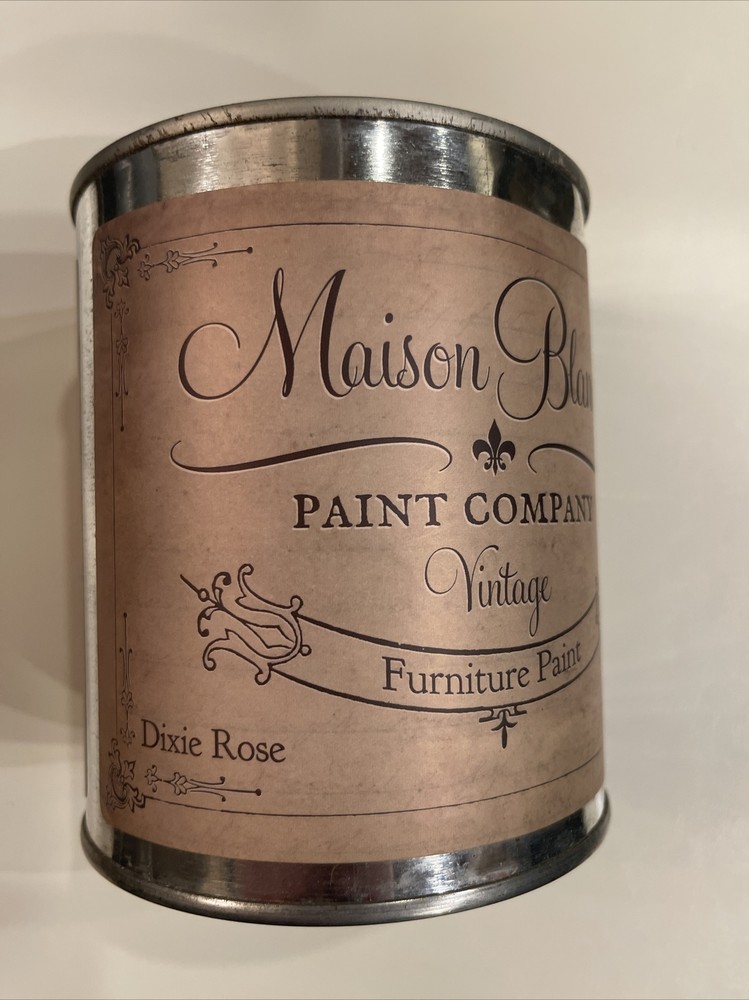 Maison Blan
PAINT COMPANY
Vintage
Furniture Paint
Dixie Rose